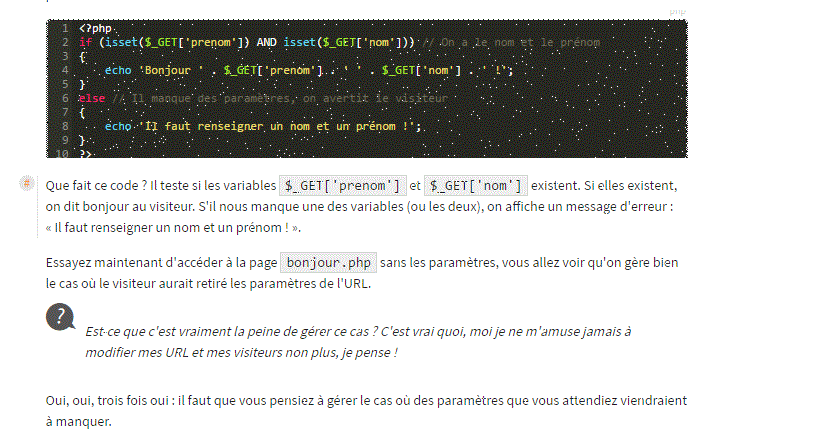 php
1 <?php
2 if (isset($_GET['prenom']) AND isset($_GET['nom'])) // On a le nom et le prénom
3 {
4 echo 'Bonjour ' . $_GET['prenom'] . ' ' . $_GET['nom'] . ' !';
5 }
6 else // Il manque des paramètres, on avertit le visiteur
7 {
8 echo 'Il faut renseigner un nom et un prénom !';
9 }
10 ?>
# Que fait ce code ? Il teste si les variables $_GET['prenom'] et $_GET['nom'] existent. Si elles existent,
on dit bonjour au visiteur. S'il nous manque une des variables (ou les deux), on affiche un message d'erreur :
« Il faut renseigner un nom et un prénom ! ».
Essayez maintenant d'accéder à la page bonjour.php sans les paramètres, vous allez voir qu'on gère bien
le cas où le visiteur aurait retiré les paramètres de l'URL.
?
Est-ce que c'est vraiment la peine de gérer ce cas ? C'est vrai quoi, moi je ne m'amuse jamais à
modifier mes URL et mes visiteurs non plus, je pense !
Oui, oui, trois fois oui : il faut que vous pensiez à gérer le cas où des paramètres que vous attendiez viendraient
à manquer.